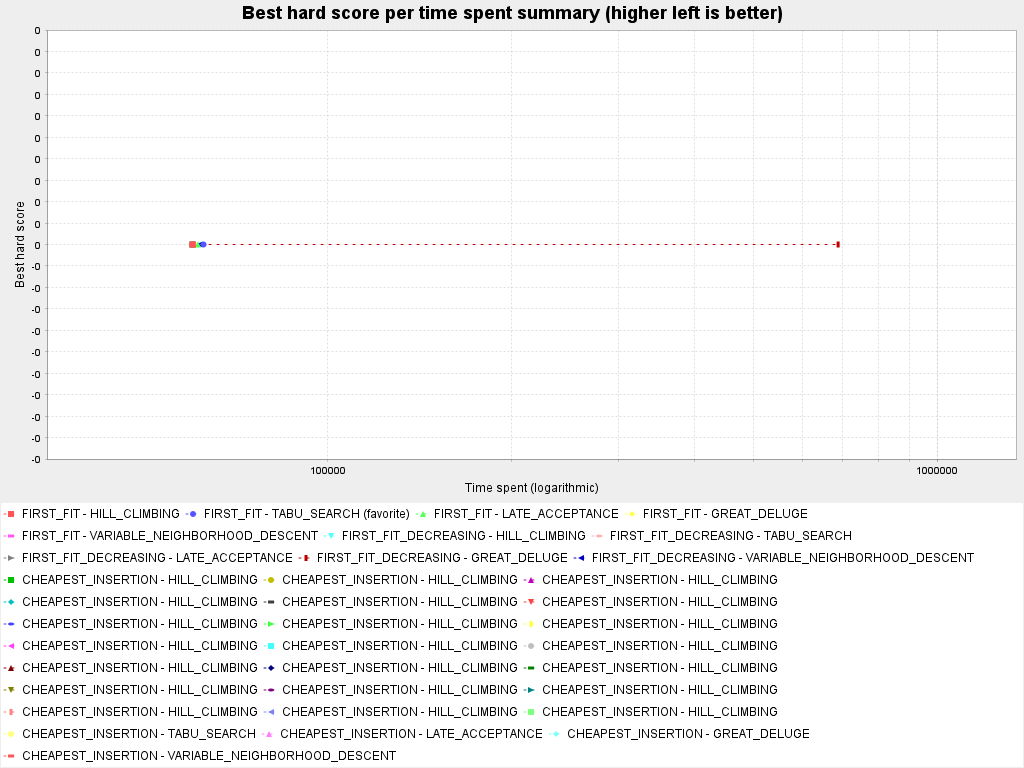 Best hard score per time spent summary (higher left is better)
0
0
0
0
0
0
0
0
0
0
0
-0
-0
-0
-0
-0
-0
-0
-0
-0
-0
Best hard score
100000 1000000
Time spent (logarithmic)
FIRST_FIT - HILL_CLIMBING FIRST_FIT - TABU_SEARCH (favorite) FIRST_FIT - LATE_ACCEPTANCE FIRST_FIT - GREAT_DELUGE
FIRST_FIT - VARIABLE_NEIGHBORHOOD_DESCENT FIRST_FIT_DECREASING - HILL_CLIMBING FIRST_FIT_DECREASING - TABU_SEARCH
FIRST_FIT_DECREASING - LATE_ACCEPTANCE FIRST_FIT_DECREASING - GREAT_DELUGE FIRST_FIT_DECREASING - VARIABLE_NEIGHBORHOOD_DESCENT
CHEAPEST_INSERTION - HILL_CLIMBING CHEAPEST_INSERTION - HILL_CLIMBING CHEAPEST_INSERTION - HILL_CLIMBING
CHEAPEST_INSERTION - HILL_CLIMBING CHEAPEST_INSERTION - HILL_CLIMBING CHEAPEST_INSERTION - HILL_CLIMBING
CHEAPEST_INSERTION - HILL_CLIMBING CHEAPEST_INSERTION - HILL_CLIMBING CHEAPEST_INSERTION - HILL_CLIMBING
CHEAPEST_INSERTION - HILL_CLIMBING CHEAPEST_INSERTION - HILL_CLIMBING CHEAPEST_INSERTION - HILL_CLIMBING
CHEAPEST_INSERTION - HILL_CLIMBING CHEAPEST_INSERTION - HILL_CLIMBING CHEAPEST_INSERTION - HILL_CLIMBING
CHEAPEST_INSERTION - HILL_CLIMBING CHEAPEST_INSERTION - HILL_CLIMBING CHEAPEST_INSERTION - HILL_CLIMBING
CHEAPEST_INSERTION - HILL_CLIMBING CHEAPEST_INSERTION - HILL_CLIMBING CHEAPEST_INSERTION - HILL_CLIMBING
CHEAPEST_INSERTION - TABU_SEARCH CHEAPEST_INSERTION - LATE_ACCEPTANCE CHEAPEST_INSERTION - GREAT_DELUGE
CHEAPEST_INSERTION - VARIABLE_NEIGHBORHOOD_DESCENT